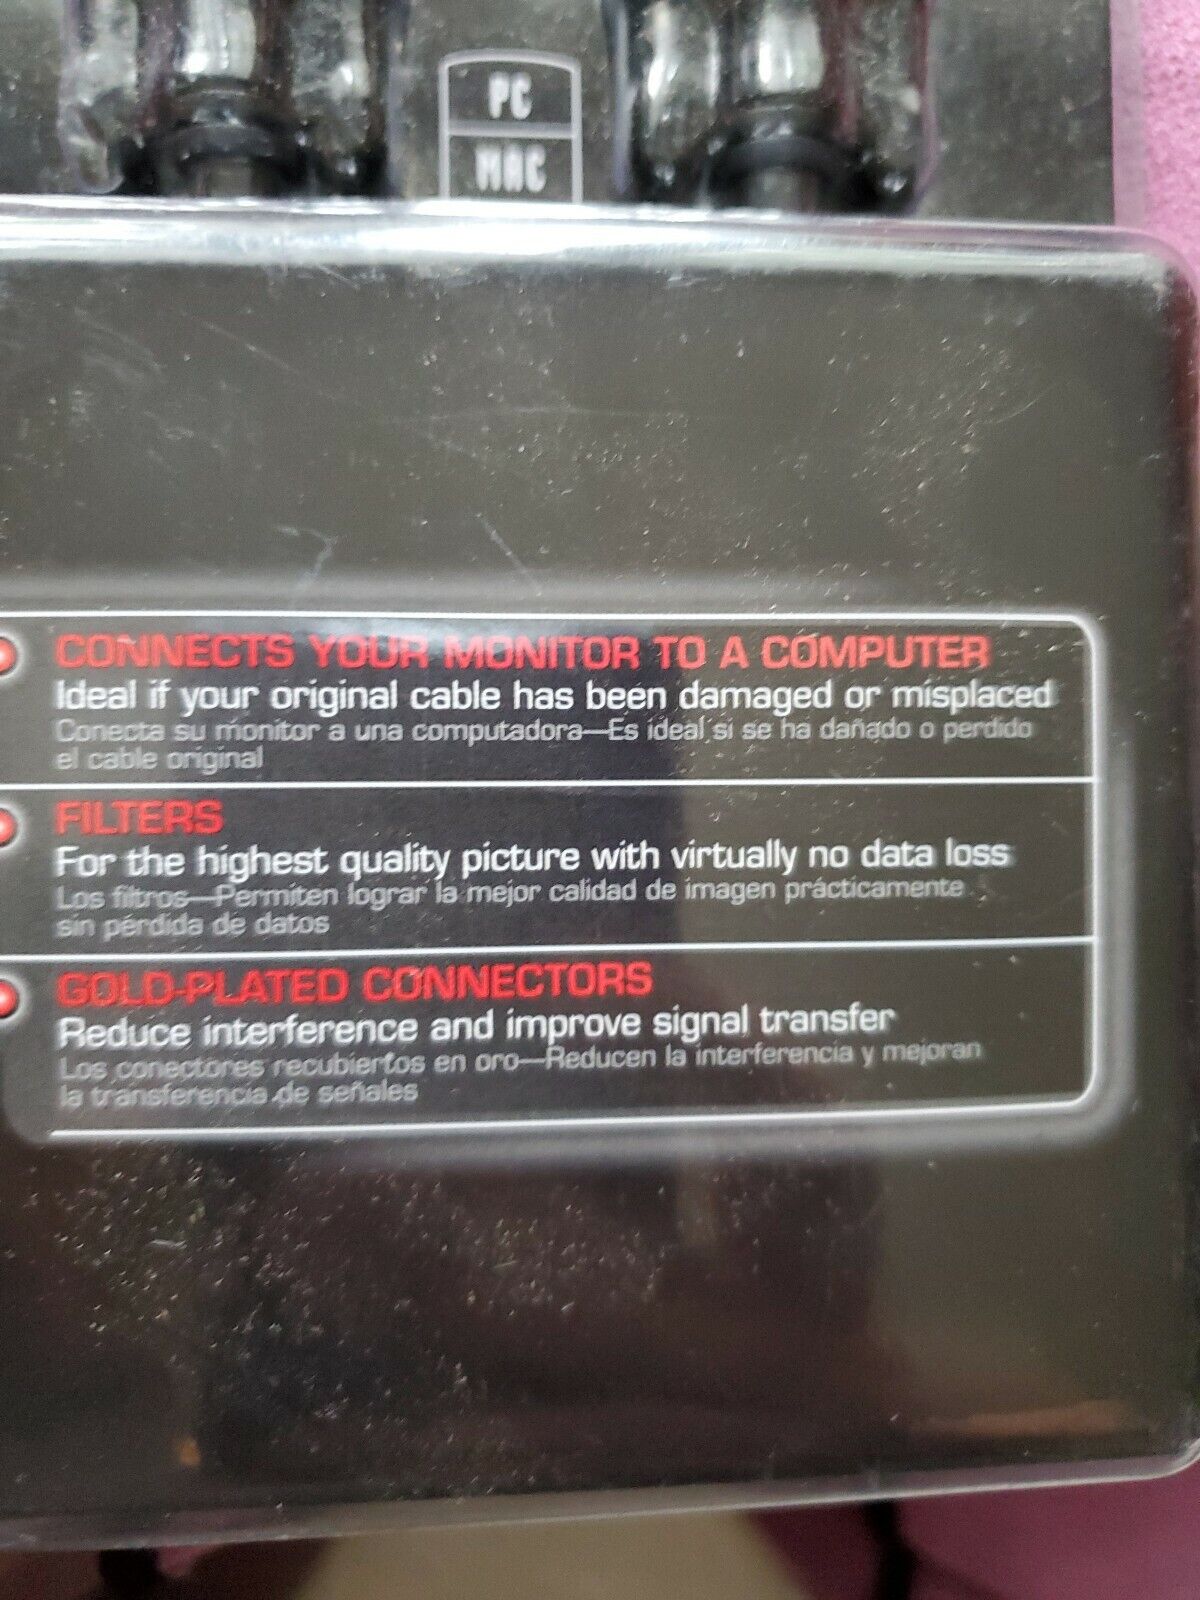 PC
MAC
CONNECTS YOUR MONITOR TO A COMPUTER
Ideal if your original cable has been damaged or misplaced
Conecta su monitor a una computadora—Es ideal si se ha dañado o perdido
el cable original
FILTERS
For the highest quality picture with virtually no data loss
Los filtros—Permiten lograr la mejor calidad de imagen prácticamente
sin pérdida de datos
GOLD-PLATED CONNECTORS
Reduce interference and improve signal transfer
Los conectores recubiertos en oro—Reducen la interferencia y mejoran
la transferencia de señales